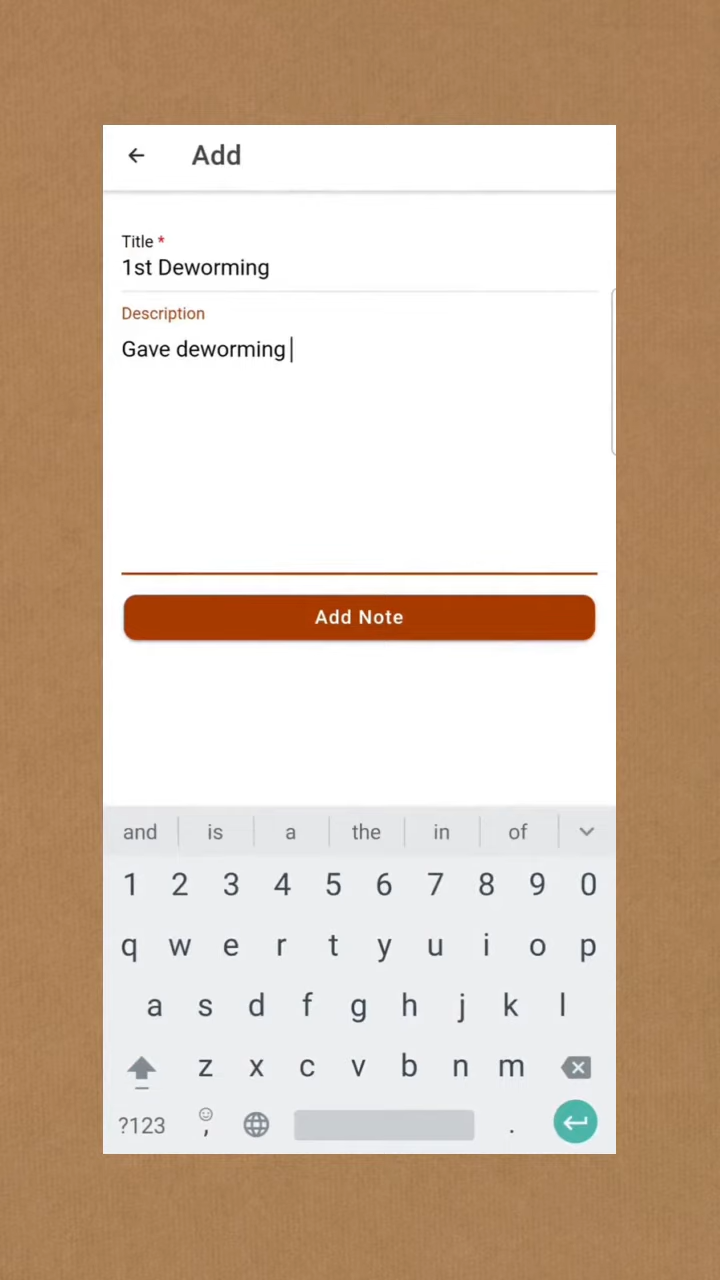 Add
Title *
1st Deworming
Description
Gave deworming
Add Note
and is a the in of
1 2 3 4 5 6 7 8 9 0
q w e r t y u i o p
a s d f g h j k l
z x c v b n m
?123 , .